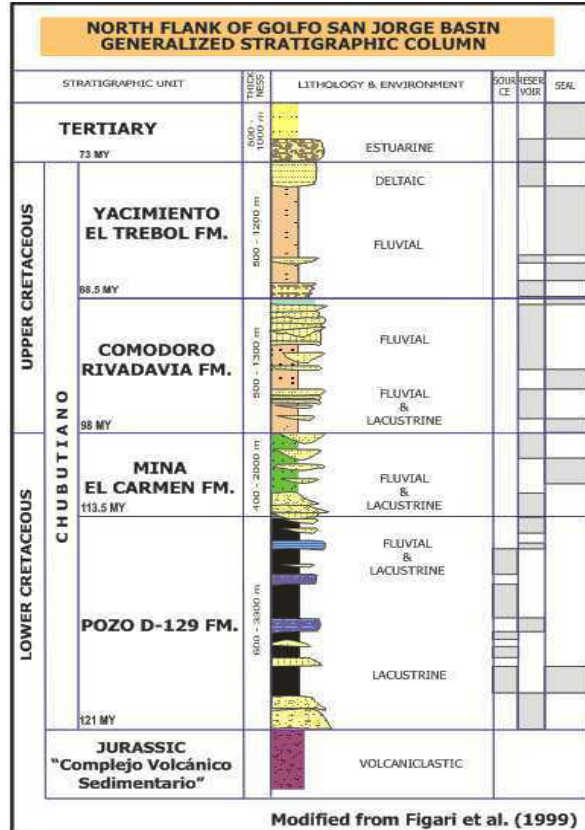 NORTH FLANK OF GOLFO SAN JORGE BASIN
GENERALIZED STRATIGRAPHIC COLUMN
STRATIGRAPHIC UNIT
THICK
NESS
LITHOLOGY & ENVIRONMENT
SOUR
CE
RESER
VOIR
SEAL
TERTIARY
73 MY
500 -
1000 m
ESTUARINE
UPPER CRETACEOUS
LOWER CRETACEOUS
CHUBUTIANO
YACIMIENTO
EL TREBOL FM.
88.5 MY
500 - 1200 m
DELTAIC
FLUVIAL
COMODORO
RIVADAVIA FM.
98 MY
500 - 1300 m
FLUVIAL
FLUVIAL
&
LACUSTRINE
MINA
EL CARMEN FM.
113.5 MY
400 - 2000 m
FLUVIAL
&
LACUSTRINE
POZO D-129 FM.
121 MY
600 - 3300 m
FLUVIAL
&
LACUSTRINE
LACUSTRINE
JURASSIC
"Complejo Volcánico
Sedimentario"
VOLCANICLASTIC
Modified from Figari et al. (1999)